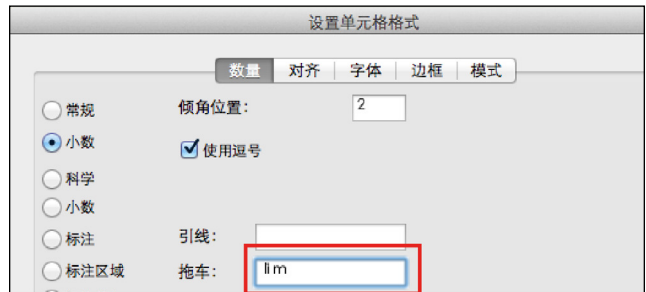 设置单元格格式
数量 对齐 字体 边框 模式
常规 倾角位置: 2
小数 使用逗号
科学
小数
标注 引线:
标注区域 拖车: lim